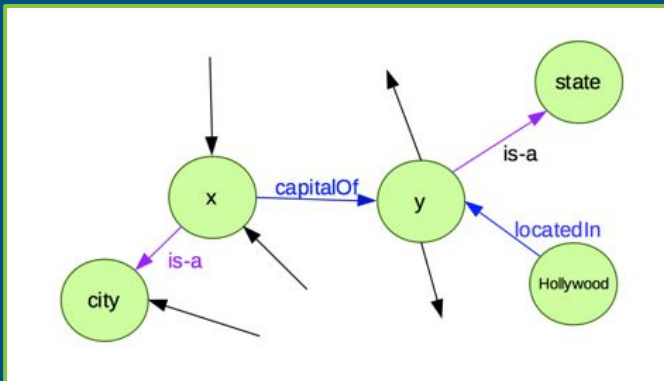 state
is-a
x
capitalOf
y
locatedIn
is-a
Hollywood
city